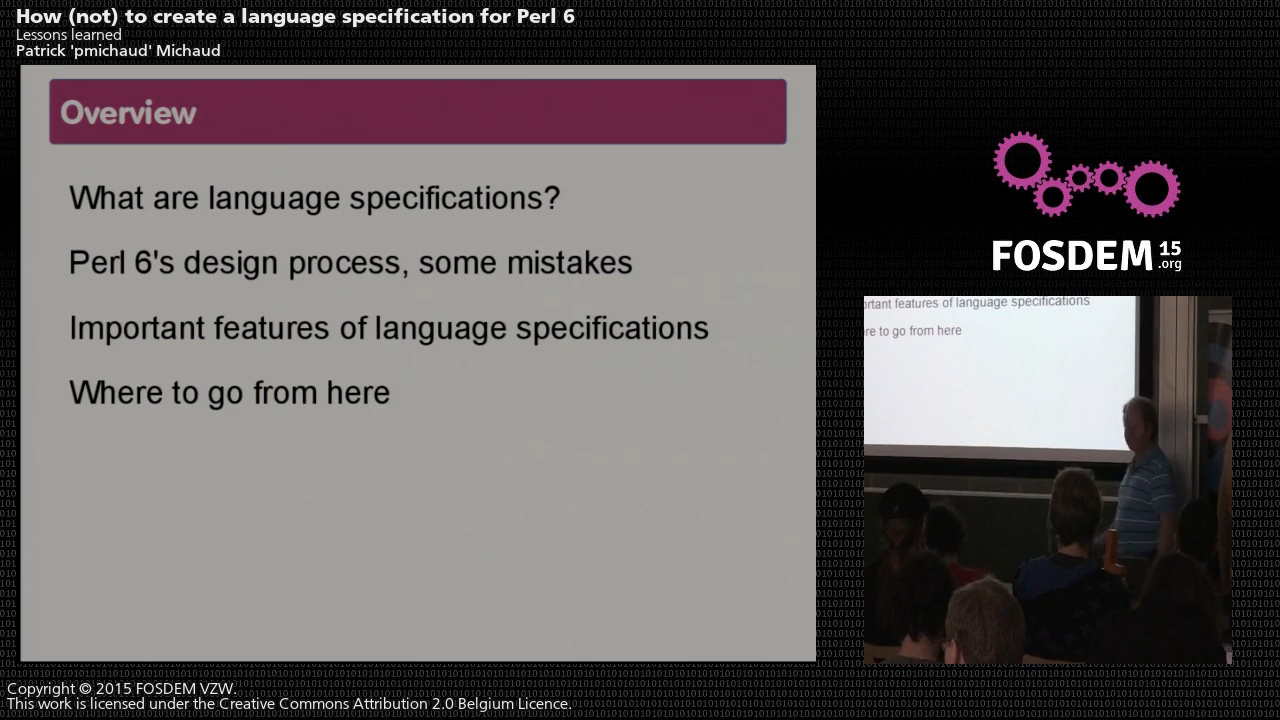 How (not) to create a language specification for Perl 6
Lessons learned
Patrick 'pmichaud' Michaud
Overview
What are language specifications?
Perl 6's design process, some mistakes
Important features of language specifications
Where to go from here
FOSDEM 15
.org
rtant features of language specifications
re to go from here
Copyright © 2015 FOSDEM VZW.
This work is licensed under the Creative Commons Attribution 2.0 Belgium Licence.